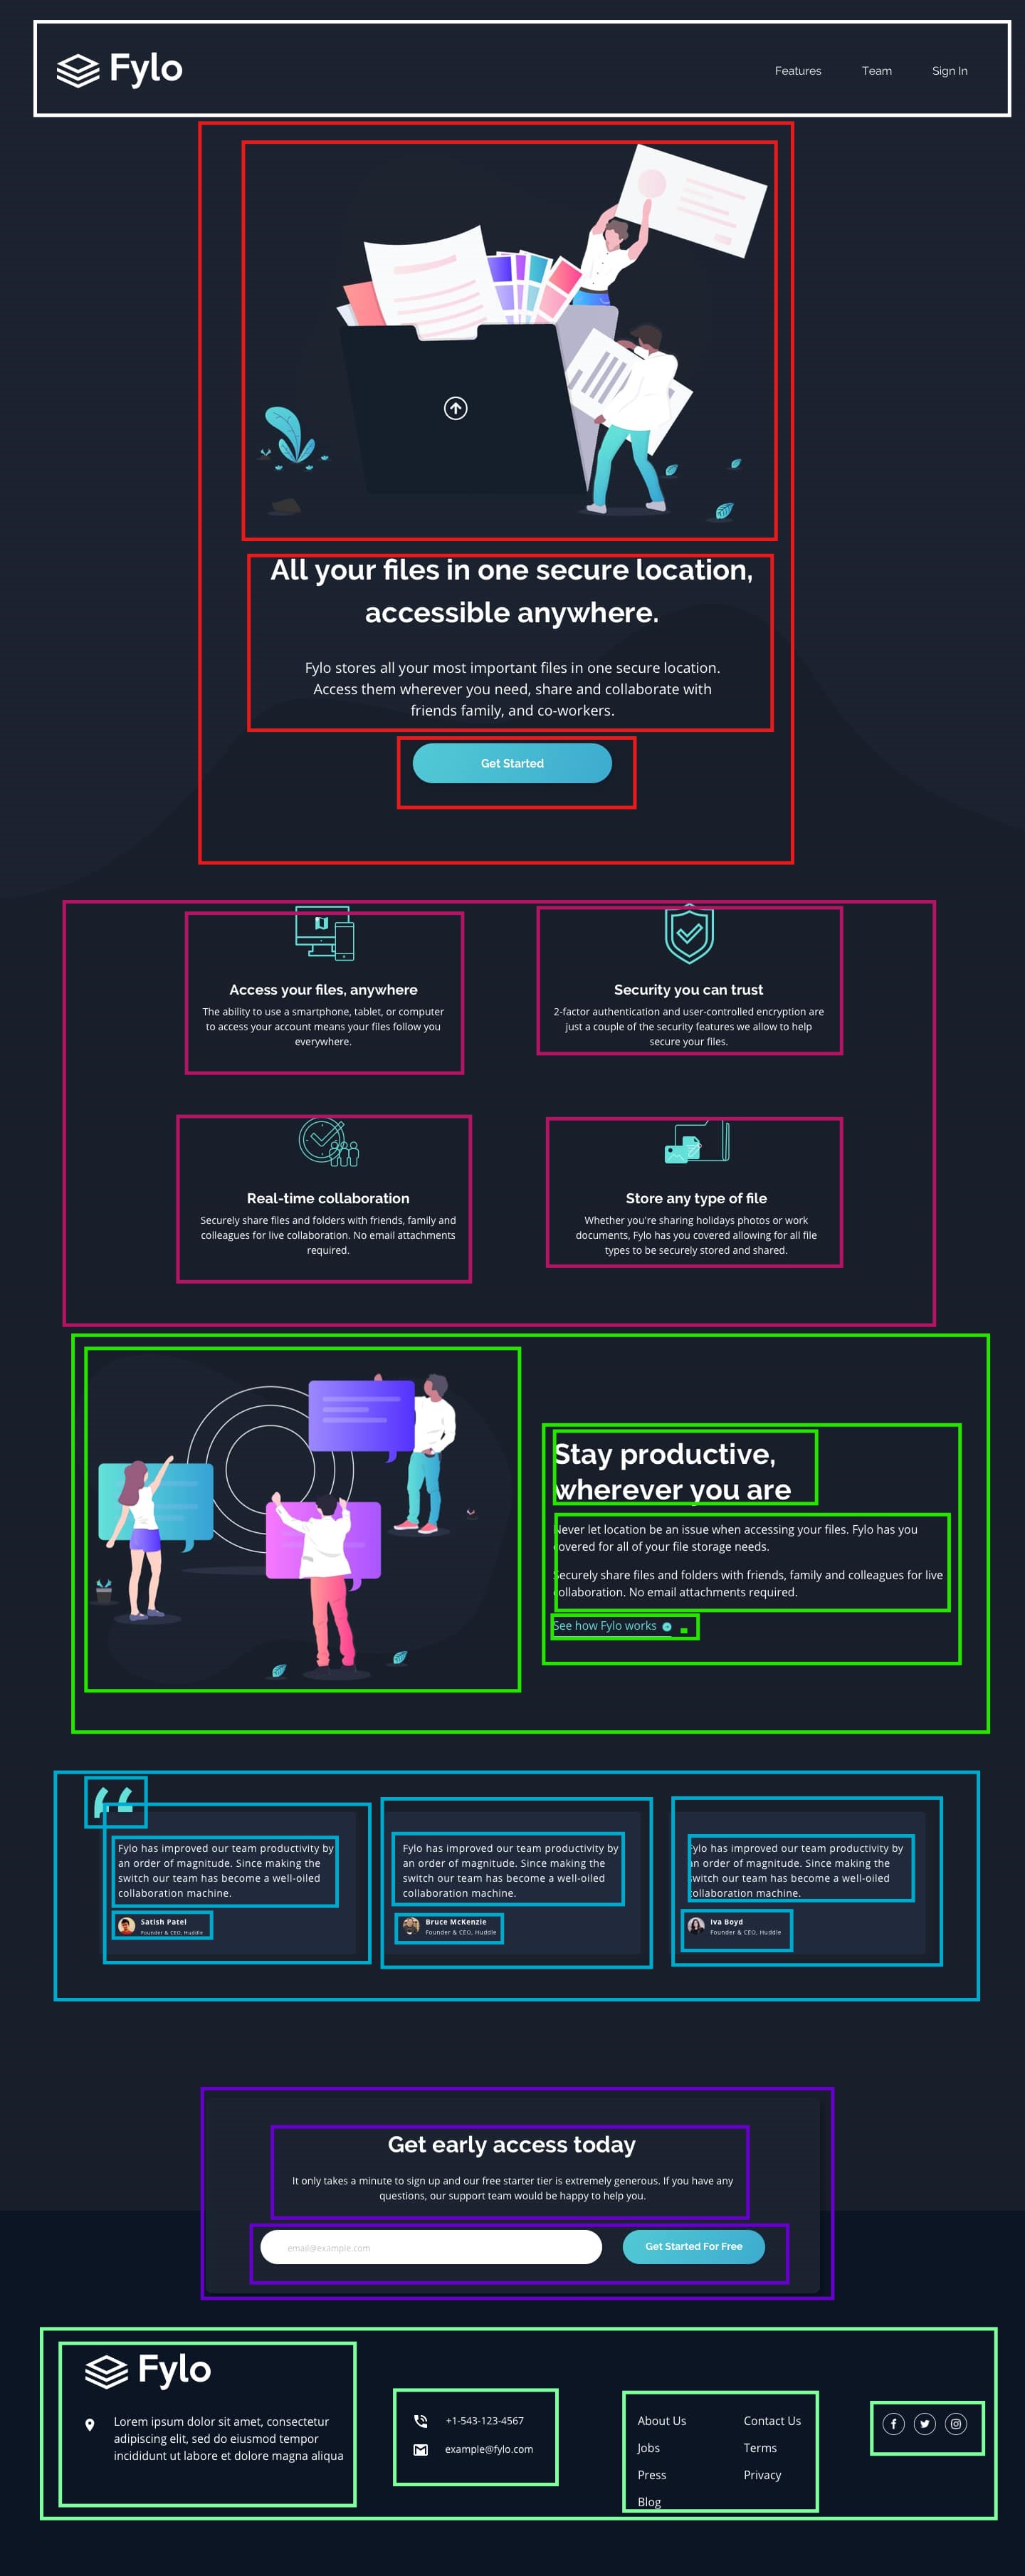 Fylo
Features Team Sign In
All your files in one secure location,
accessible anywhere.
Fylo stores all your most important files in one secure location.
Access them wherever you need, share and collaborate with
friends family, and co-workers.
Get Started
Access your files, anywhere
The ability to use a smartphone, tablet, or computer
to access your account means your files follow you
everywhere.
Security you can trust
2-factor authentication and user-controlled encryption are
just a couple of the security features we allow to help
secure your files.
Real-time collaboration
Securely share files and folders with friends, family and
colleagues for live collaboration. No email attachments
required.
Store any type of file
Whether you're sharing holidays photos or work
documents, Fylo has you covered allowing for all file
types to be securely stored and shared.
Stay productive,
wherever you are
Never let location be an issue when accessing your files. Fylo has you
covered for all of your file storage needs.
Securely share files and folders with friends, family and colleagues for live
collaboration. No email attachments required.
See how Fylo works
Fylo has improved our team productivity by
an order of magnitude. Since making the
switch our team has become a well-oiled
collaboration machine.
Satish Patel
Founder & CEO, Huddle
Fylo has improved our team productivity by
an order of magnitude. Since making the
switch our team has become a well-oiled
collaboration machine.
Bruce McKenzie
Founder & CEO, Huddle
Fylo has improved our team productivity by
an order of magnitude. Since making the
switch our team has become a well-oiled
collaboration machine.
Iva Boyd
Founder & CEO, Huddle
Get early access today
It only takes a minute to sign up and our free starter tier is extremely generous. If you have any
questions, our support team would be happy to help you.
email@example.com
Get Started For Free
Fylo
Lorem ipsum dolor sit amet, consectetur
adipiscing elit, sed do eiusmod tempor
incididunt ut labore et dolore magna aliqua
+1-543-123-4567
example@fylo.com
About Us
Jobs
Press
Blog
Contact Us
Terms
Privacy